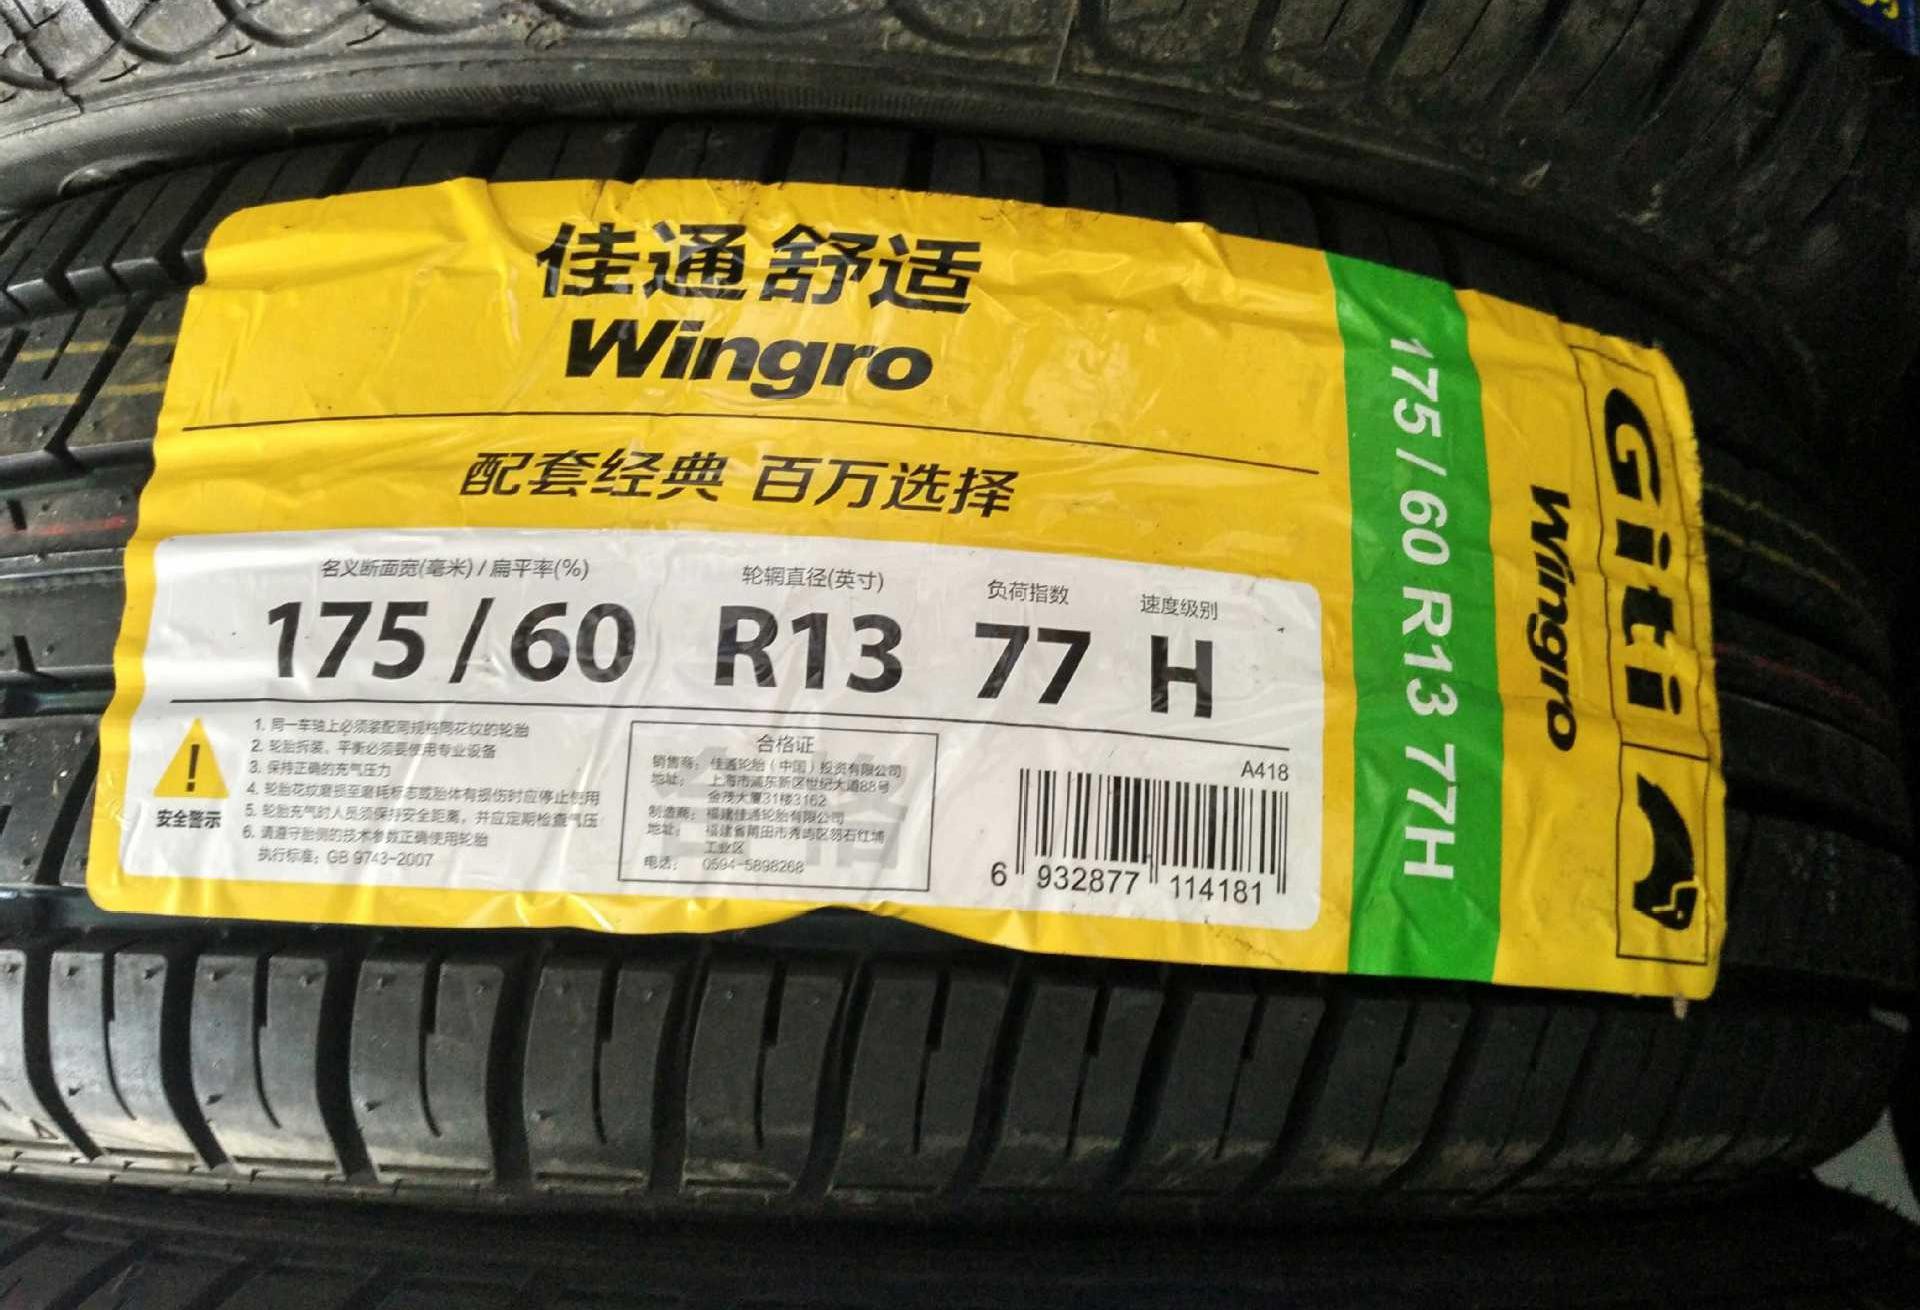 佳通舒适
Wingro
配套经典 百万选择
名义断面宽(毫米) / 扁平率(%)
轮辋直径(英寸)
负荷指数
速度级别
175 / 60 R13 77 H
安全警示
1. 同一车轴上必须装配同规格同花纹的轮胎
2. 轮胎拆装、平衡必须要使用专业设备
3. 保持正确的充气压力
4. 轮胎花纹磨损至磨耗标志或胎体有损伤时应停止使用
5. 轮胎充气时人员须保持安全距离，并应定期检查气压
6. 请遵守胎侧的技术参数正确使用轮胎
执行标准：GB 9743-2007
合格
合格证
销售商：佳通轮胎（中国）投资有限公司
地址：上海市浦东新区世纪大道88号
金茂大厦31楼3162
制造商：福建佳通轮胎有限公司
地址：福建省莆田市秀屿区笏石红埔
工业区
电话：0594-5898268
A418
6 932877 114181
175 / 60 R13 77H
Wingro
Giti